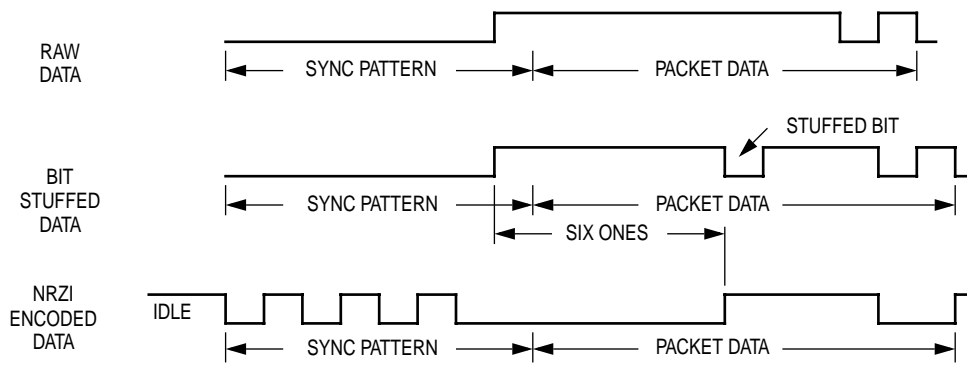 RAW
DATA
SYNC PATTERN
PACKET DATA
STUFFED BIT
BIT
STUFFED
DATA
SYNC PATTERN
PACKET DATA
SIX ONES
NRZI
ENCODED
DATA
IDLE
SYNC PATTERN
PACKET DATA